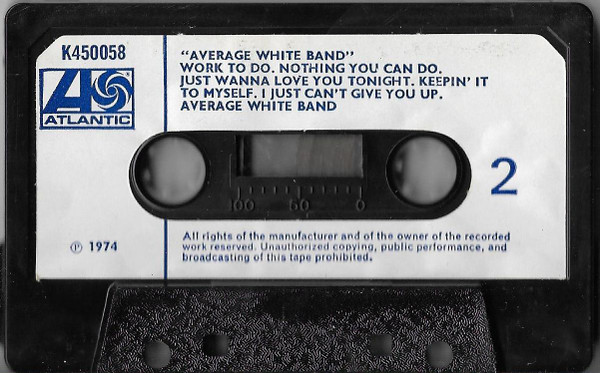 K450058
ATLANTIC
"AVERAGE WHITE BAND"
WORK TO DO. NOTHING YOU CAN DO.
JUST WANNA LOVE YOU TONIGHT. KEEPIN' IT
TO MYSELF. I JUST CAN'T GIVE YOU UP.
AVERAGE WHITE BAND
100 50 0
2
℗ 1974
All rights of the manufacturer and of the owner of the recorded
work reserved. Unauthorized copying, public performance, and
broadcasting of this tape prohibited.